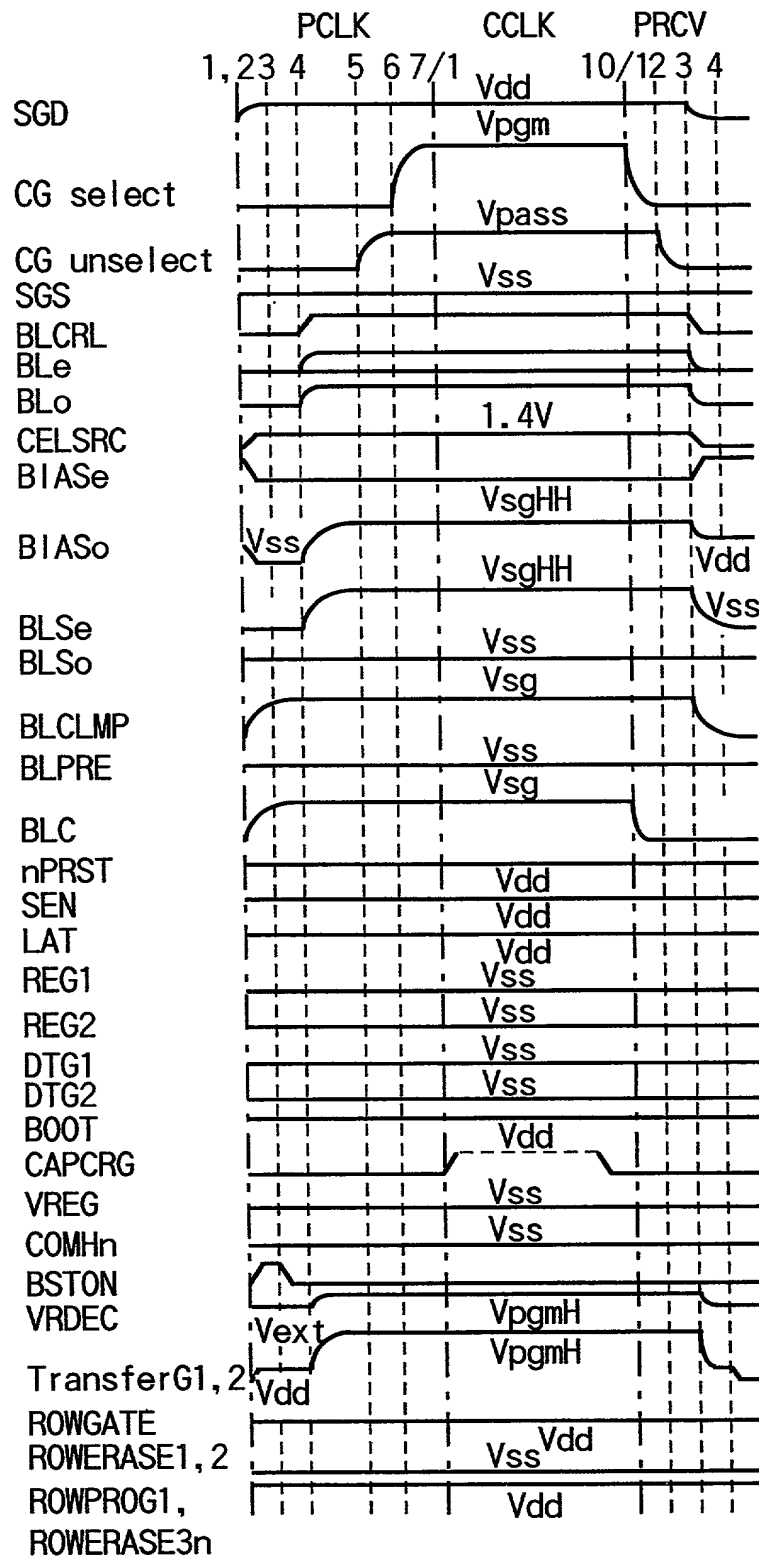 PCLK CCLK PRCV
1,2 3 4 5 6 7/1 10/1 2 3 4
SGD Vdd
Vpgm
CG select
Vpass
CG unselect
SGS Vss
BLCRL
BLe
BLo
1.4V
CELSRC
BIASe
VsgHH
BIASo Vss Vdd
VsgHH
Vss
BLSe
BLSo Vss
Vsg
BLCLMP
BLPRE Vss
Vsg
BLC
nPRST Vdd
SEN Vdd
LAT Vdd
REG1 Vss
REG2 Vss
Vss
DTG1
DTG2 Vss
BOOT Vdd
CAPCRG
VREG Vss
COMHn Vss
BSTON
VRDEC Vext VpgmH
VpgmH
TransferG1,2 Vdd
ROWGATE Vdd
ROWERASE1,2 Vss
ROWPROG1, Vdd
ROWERASE3n